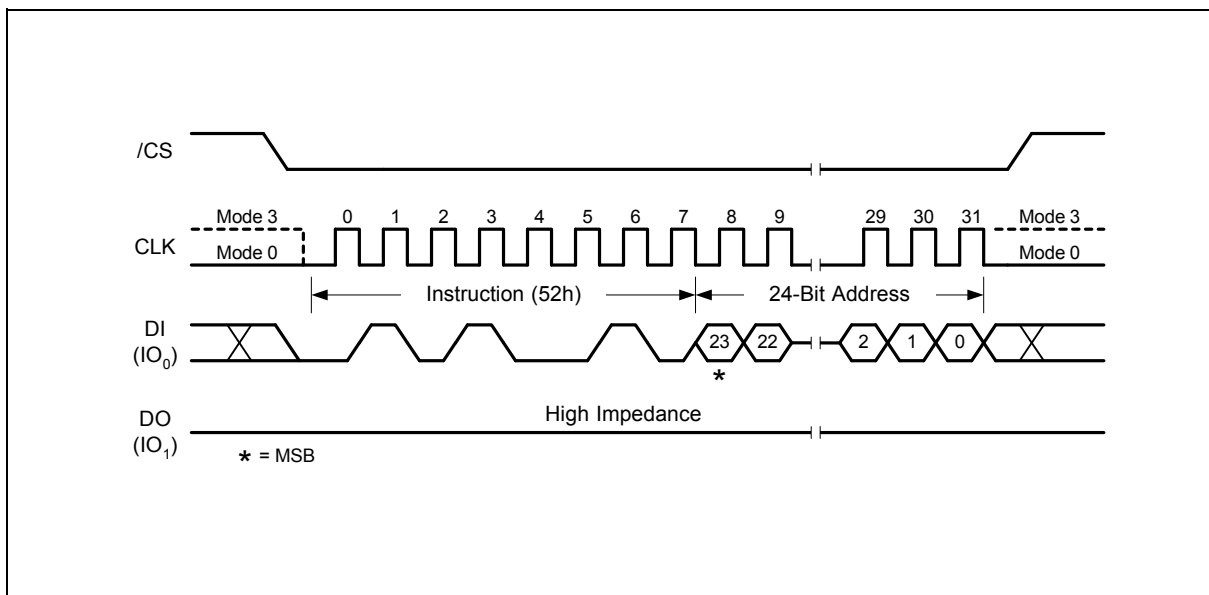 /CS
Mode 3 0 1 2 3 4 5 6 7 8 9 29 30 31 Mode 3
CLK
Mode 0 Mode 0
Instruction (52h) 24-Bit Address
DI
(IO0)
23 22 2 1 0
*
High Impedance
DO
(IO1)
* = MSB